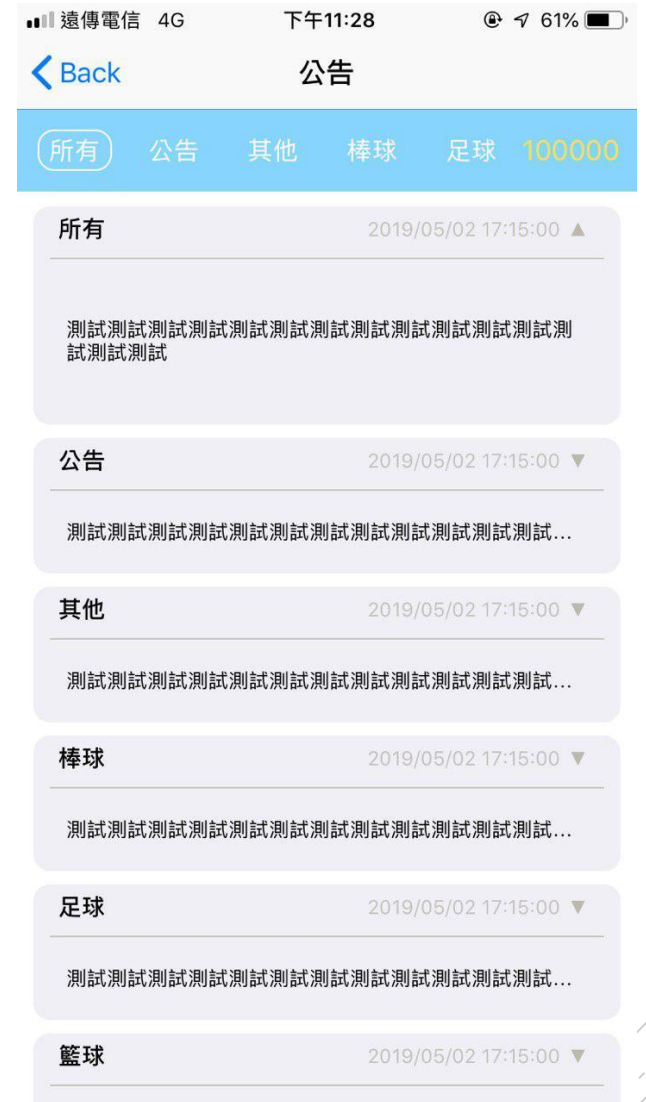 遠傳電信 4G 下午11:28 61%
Back 公告
所有 公告 其他 棒球 足球 100000
所有 2019/05/02 17:15:00 ▲
測試測試測試測試測試測試測試測試測試測試測試測試測
試測試測試
公告 2019/05/02 17:15:00 ▼
測試測試測試測試測試測試測試測試測試測試測試測試...
其他 2019/05/02 17:15:00 ▼
測試測試測試測試測試測試測試測試測試測試測試測試...
棒球 2019/05/02 17:15:00 ▼
測試測試測試測試測試測試測試測試測試測試測試測試...
足球 2019/05/02 17:15:00 ▼
測試測試測試測試測試測試測試測試測試測試測試測試...
籃球 2019/05/02 17:15:00 ▼